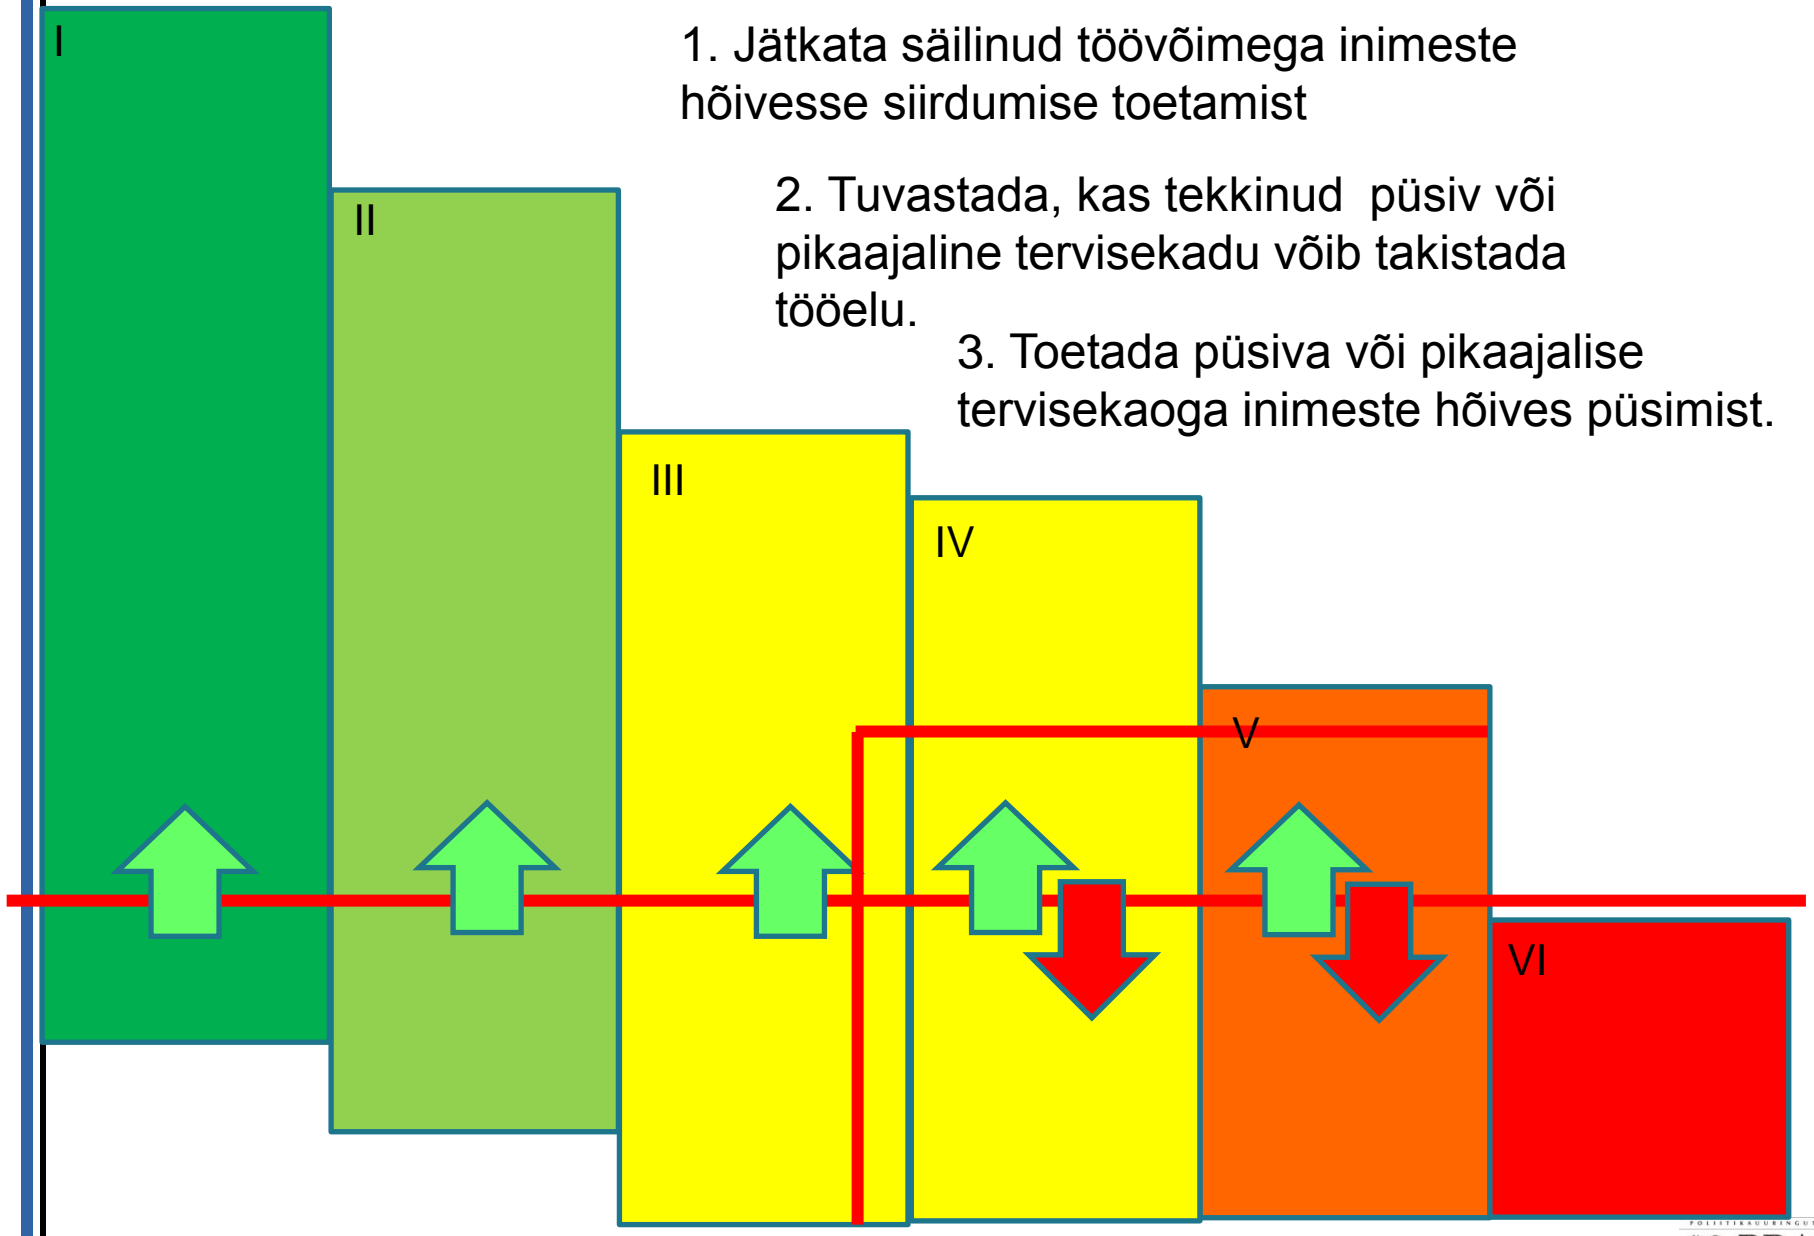 I
1. Jätkata säilinud töövõimega inimeste
hõivesse siirdumise toetamist
II
2. Tuvastada, kas tekkinud  püsiv või
pikaajaline tervisekadu võib takistada
tööelu.
3. Toetada püsiva või pikaajalise
tervisekaoga inimeste hõives püsimist.
III
IV
V
VI